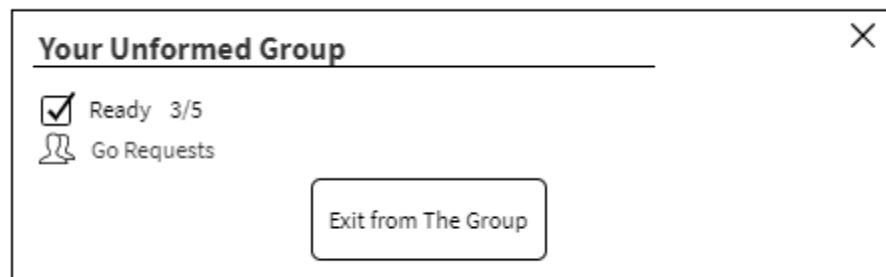 Your Unformed Group
Ready 3/5
Go Requests
Exit from The Group